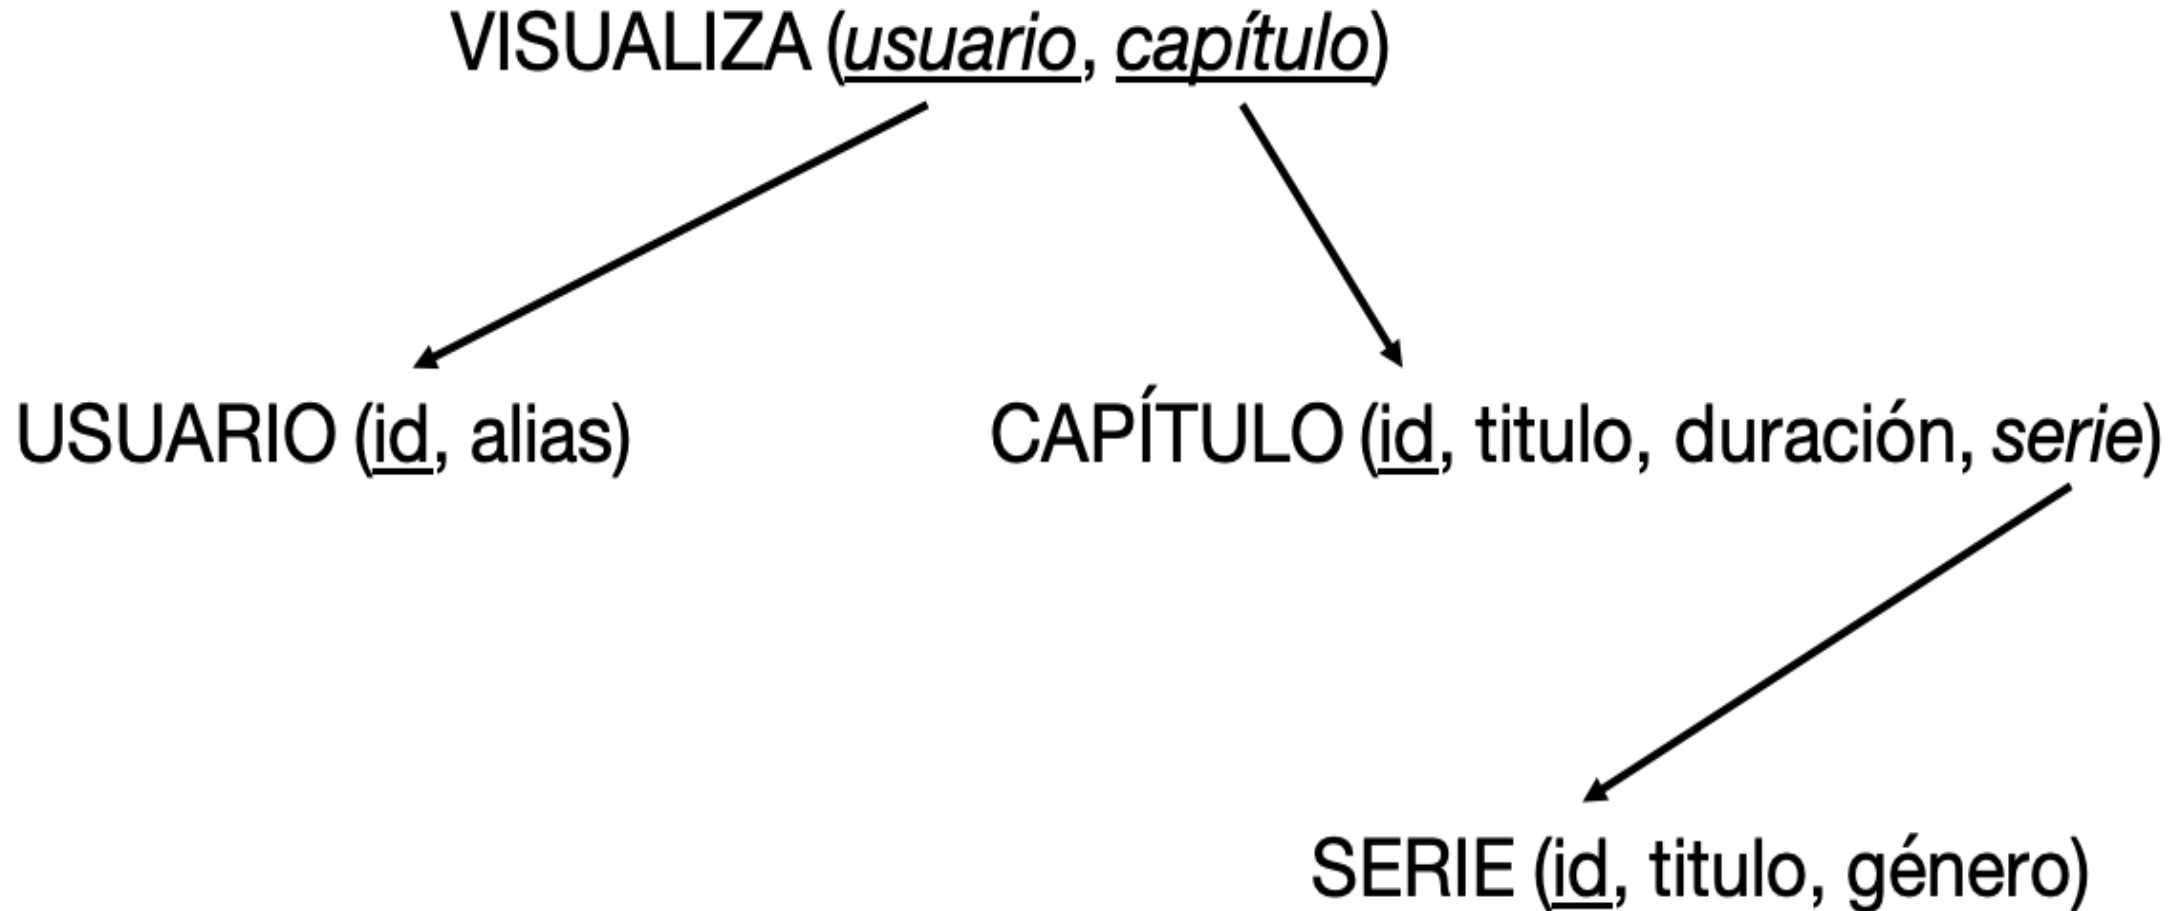 VISUALIZA (usuario, capítulo)
USUARIO (id, alias)
CAPÍTULO (id, titulo, duración, serie)
SERIE (id, titulo, género)